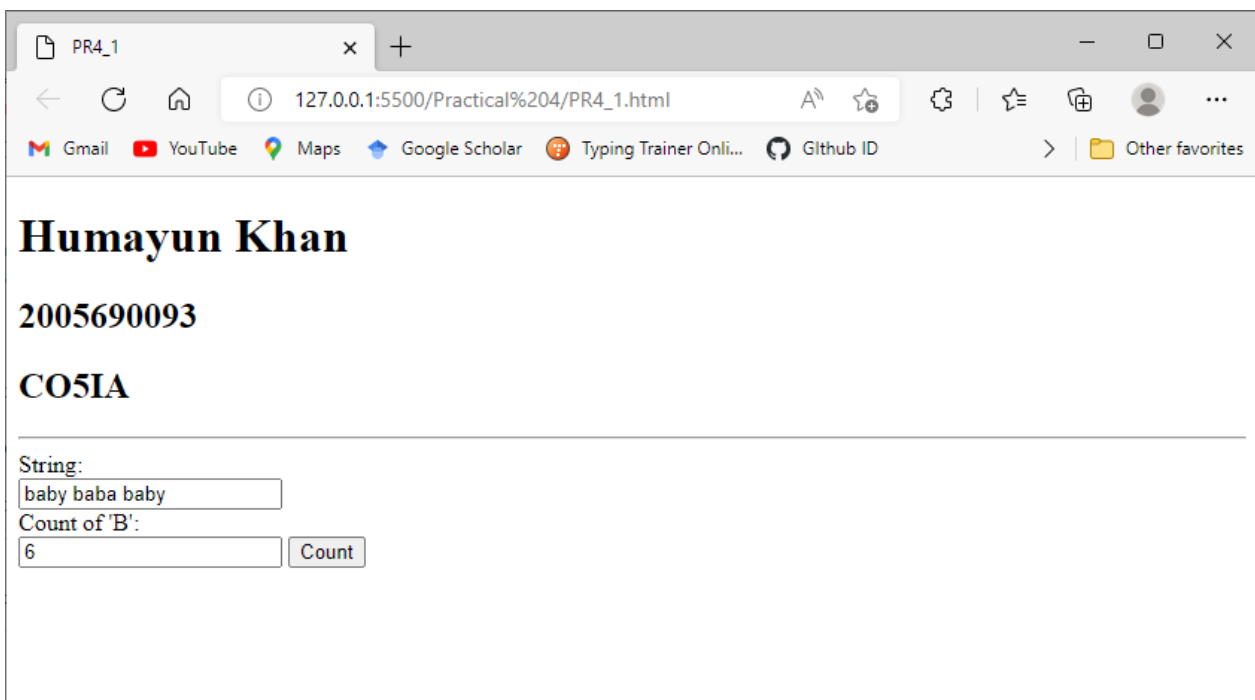 PR4_1
127.0.0.1:5500/Practical%204/PR4_1.html
Gmail YouTube Maps Google Scholar Typing Trainer Onli... GIthub ID Other favorites
Humayun Khan
2005690093
CO5IA
String:
baby baba baby
Count of 'B':
6 Count